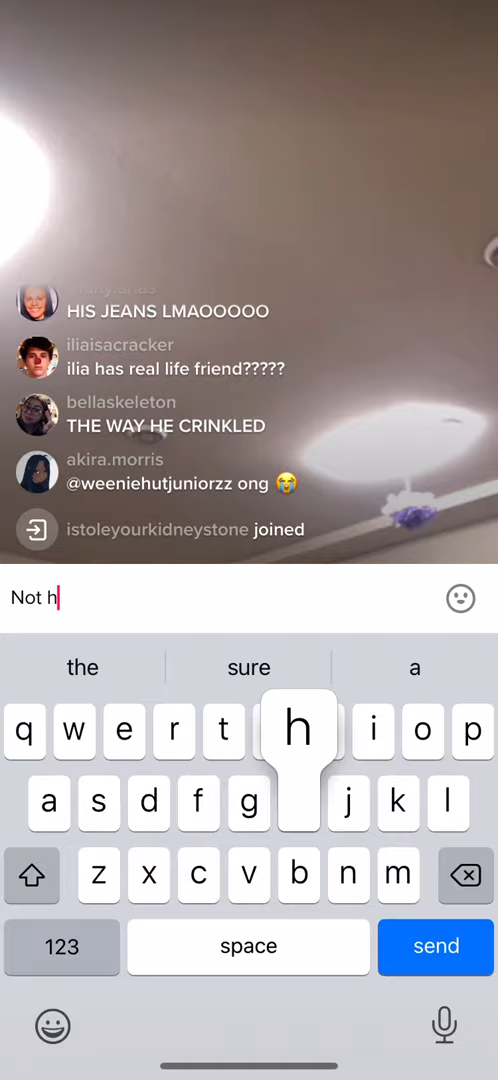 HIS JEANS LMAOOOOO
iliaisacracker
ilia has real life friend?????
bellaskeleton
THE WAY HE CRINKLED
akira.morris
@weeniehutjuniorzz ong 😭
istoleyourkidneystone joined
Not h
the sure a
q w e r t h i o p
a s d f g j k l
z x c v b n m
123 space send